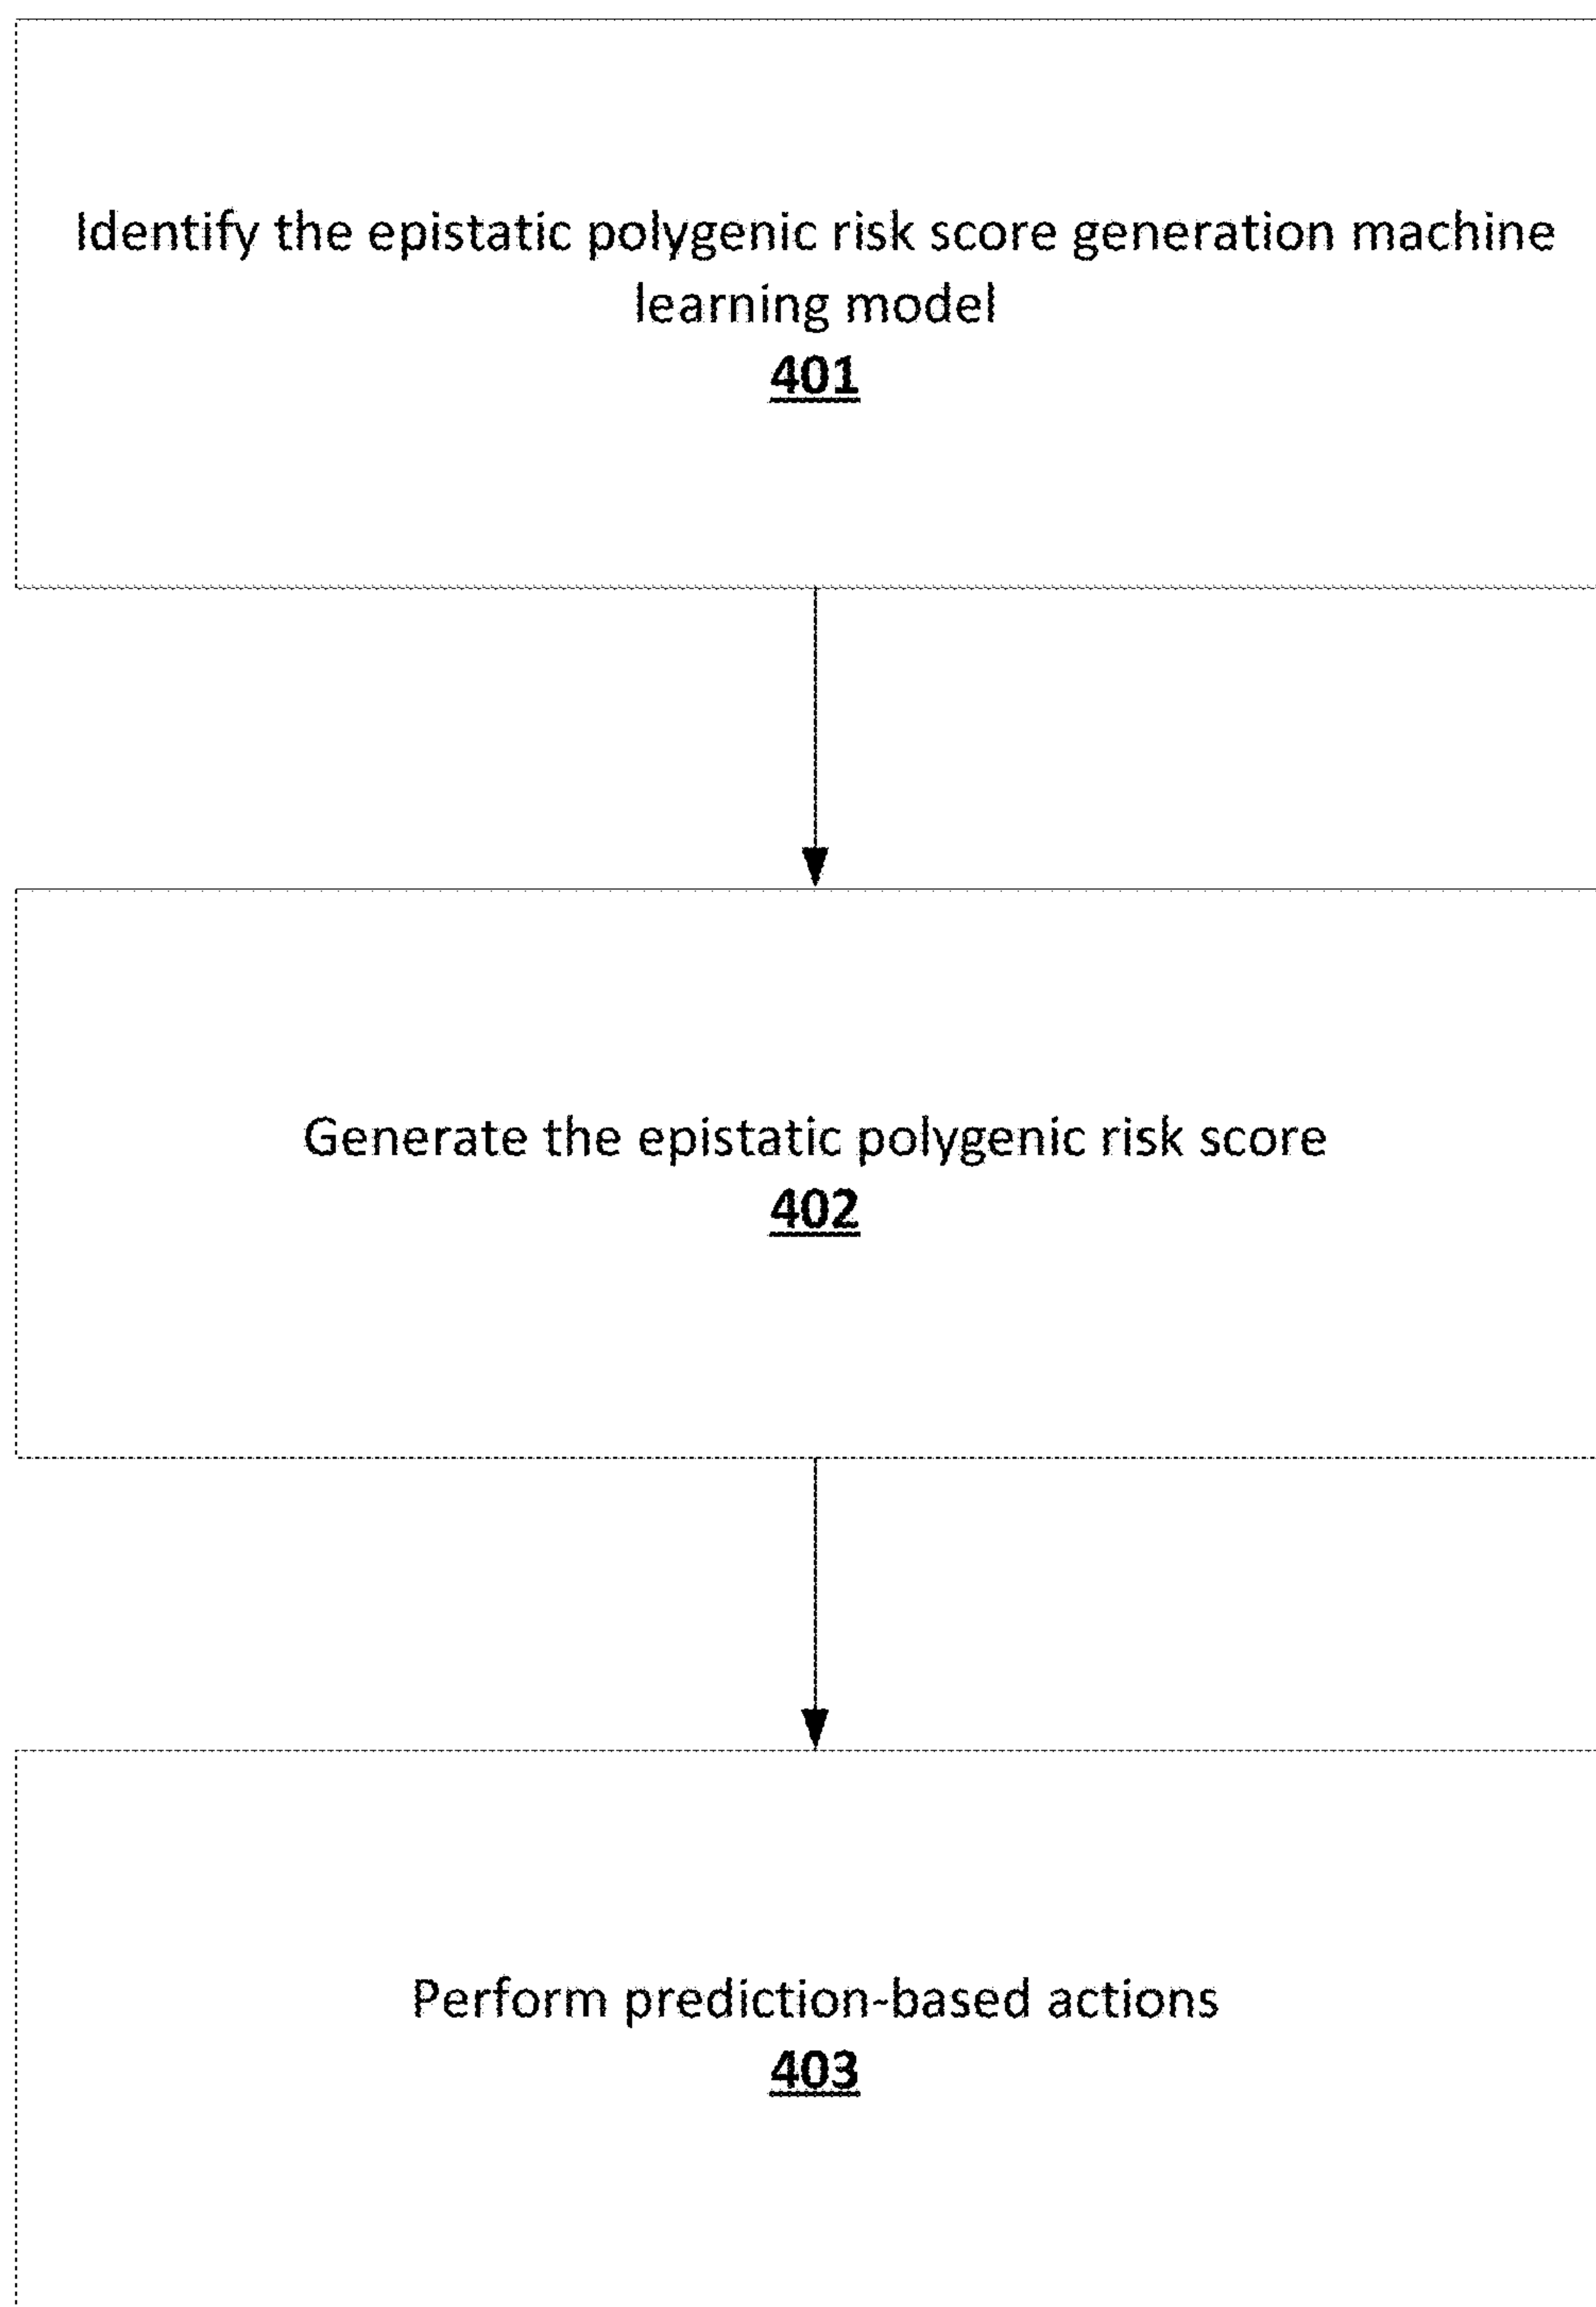 Identify the epistatic polygenic risk score generation machine
learning model
401
Generate the epistatic polygenic risk score
402
Perform prediction-based actions
403